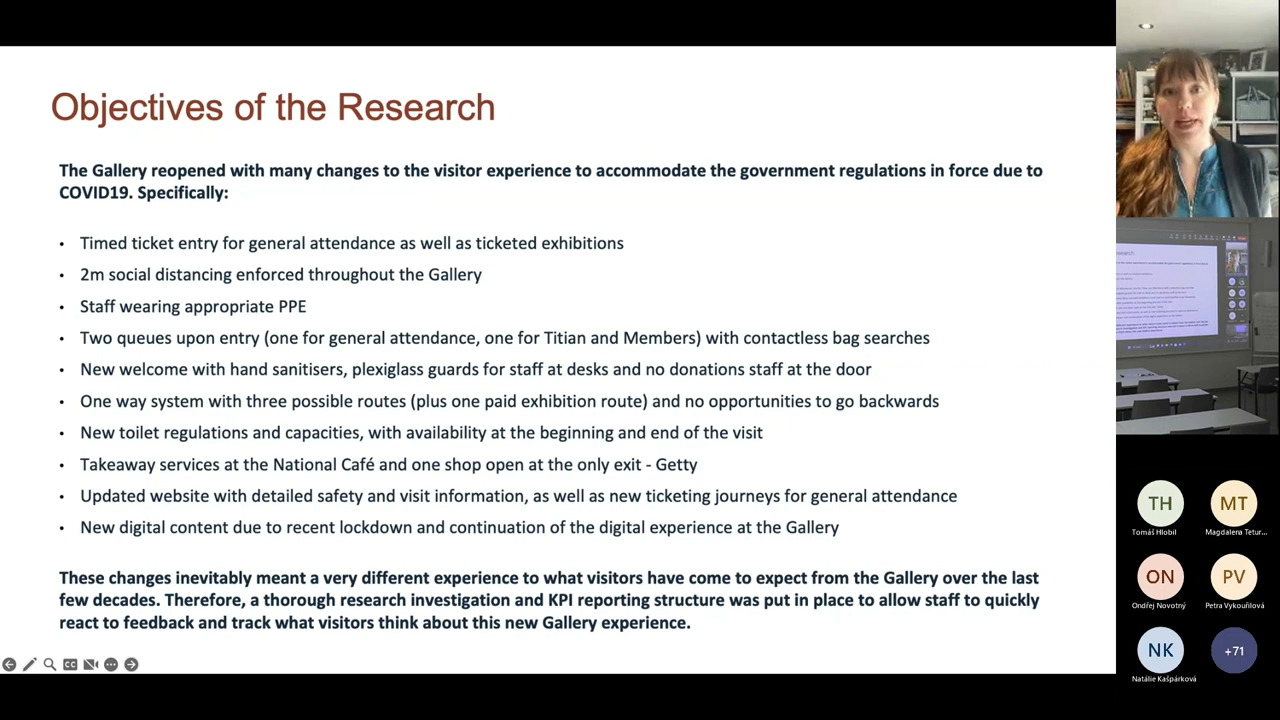 Objectives of the Research
The Gallery reopened with many changes to the visitor experience to accommodate the government regulations in force due to
COVID19. Specifically:
• Timed ticket entry for general attendance as well as ticketed exhibitions
• 2m social distancing enforced throughout the Gallery
• Staff wearing appropriate PPE
• Two queues upon entry (one for general attendance, one for Titian and Members) with contactless bag searches
• New welcome with hand sanitisers, plexiglass guards for staff at desks and no donations staff at the door
• One way system with three possible routes (plus one paid exhibition route) and no opportunities to go backwards
• New toilet regulations and capacities, with availability at the beginning and end of the visit
• Takeaway services at the National Café and one shop open at the only exit - Getty
• Updated website with detailed safety and visit information, as well as new ticketing journeys for general attendance
• New digital content due to recent lockdown and continuation of the digital experience at the Gallery
These changes inevitably meant a very different experience to what visitors have come to expect from the Gallery over the last
few decades. Therefore, a thorough research investigation and KPI reporting structure was put in place to allow staff to quickly
react to feedback and track what visitors think about this new Gallery experience.
CC
TH
Tomáš Hlobil
MT
Magdalena Tetur...
ON
Ondřej Novotný
PV
Petra Vykouřilová
NK
Natálie Kašpárková
+71